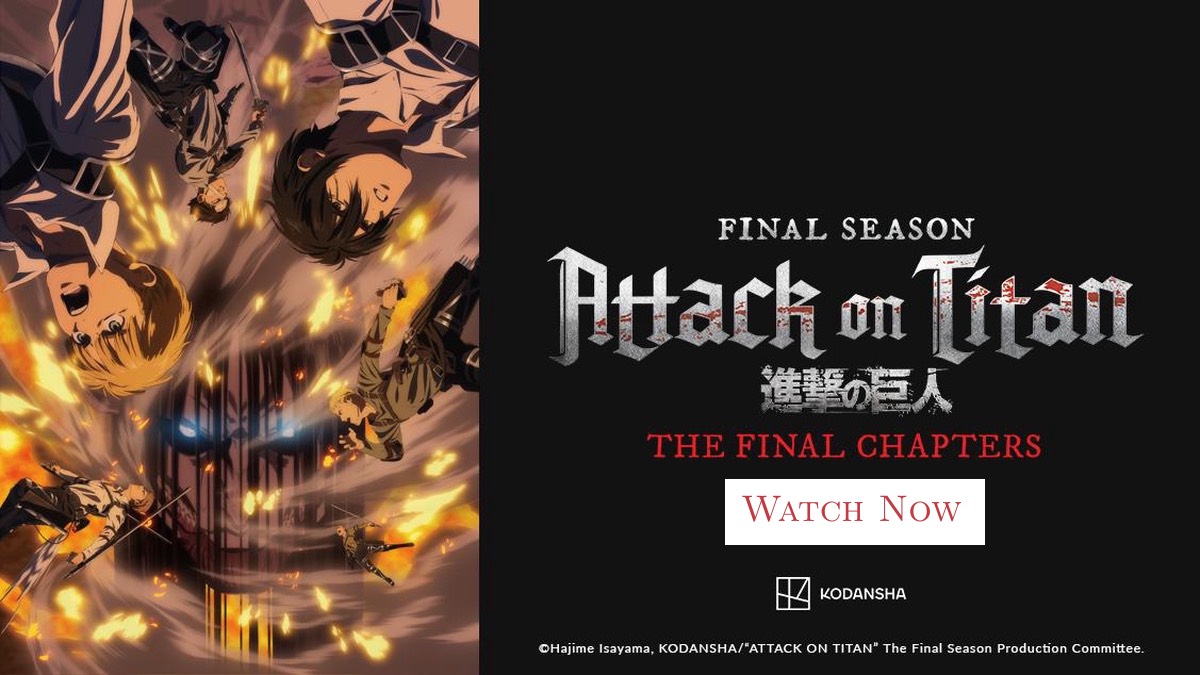 FINAL SEASON
Attack on Titan
進撃の巨人
THE FINAL CHAPTERS
WATCH NOW
KODANSHA
©Hajime Isayama, KODANSHA/“ATTACK ON TITAN” The Final Season Production Committee.